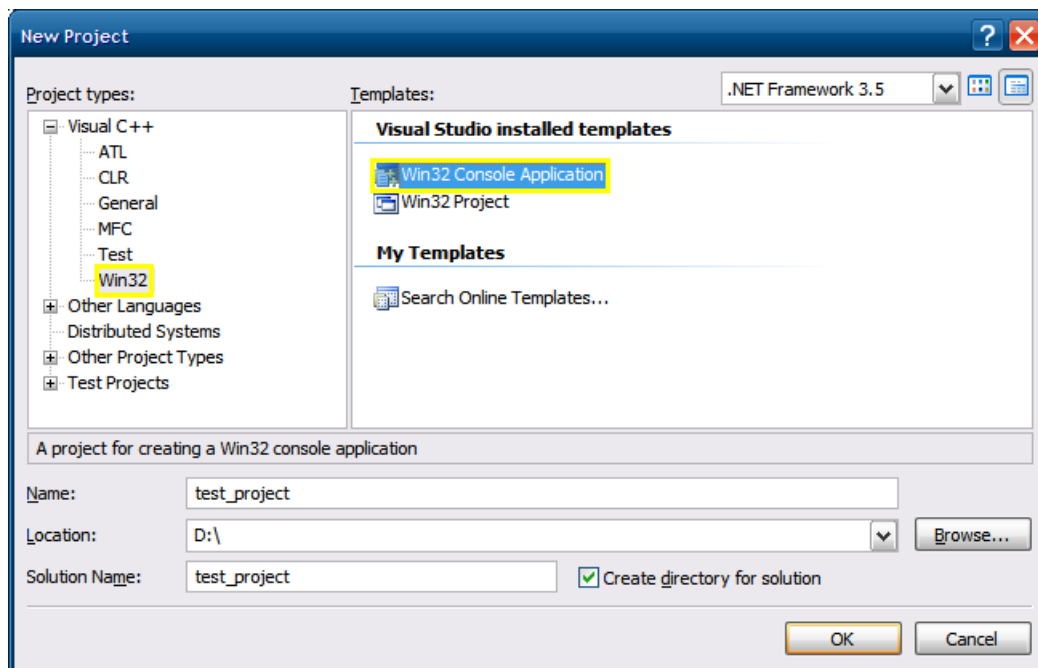 New Project
?
Project types:
Templates:
.NET Framework 3.5
Visual C++
ATL
CLR
General
MFC
Test
Win32
Other Languages
Distributed Systems
Other Project Types
Test Projects
Visual Studio installed templates
Win32 Console Application
Win32 Project
My Templates
Search Online Templates...
A project for creating a Win32 console application
Name:
test_project
Location:
D:\
Browse...
Solution Name:
test_project
Create directory for solution
OK
Cancel